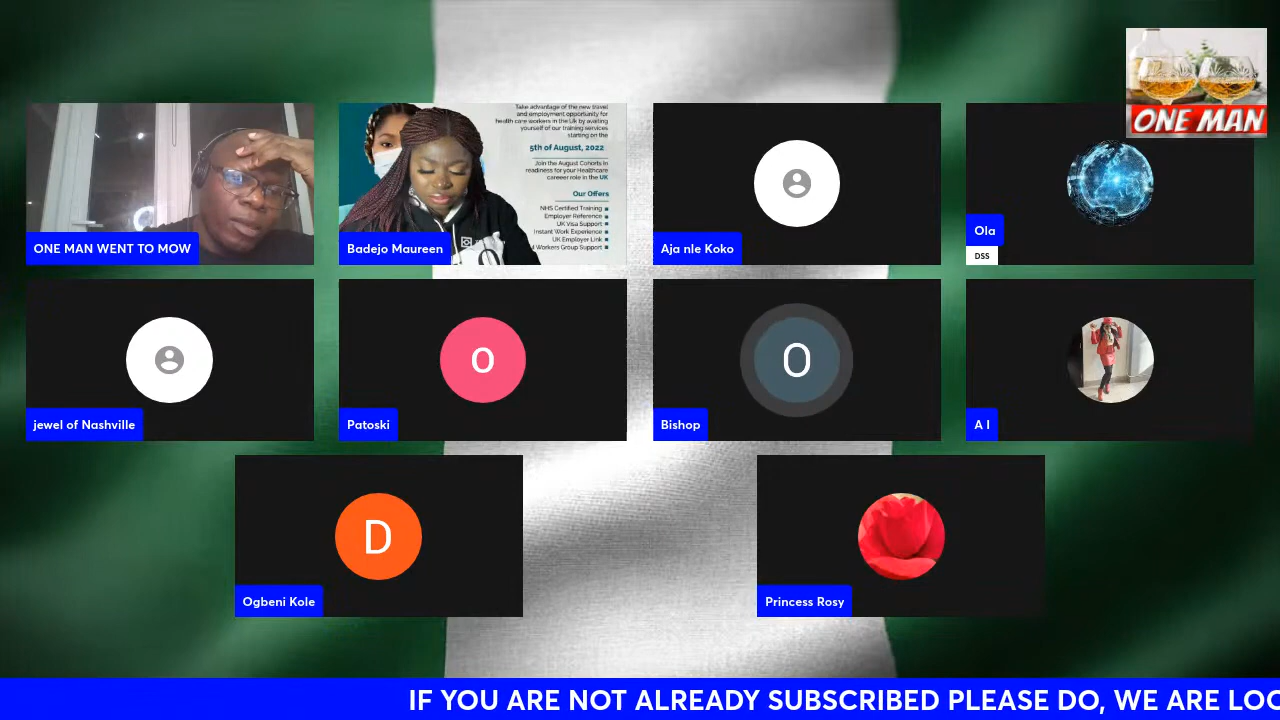 ONE MAN
Take advantage of the new travel
and employment opportunity for
health care workers in the Uk by availing
yourself of our training services
starting on the
5th of August, 2022
Join the August Cohorts in
readiness for your Healthcare
careeer role in the UK
Our Offers
NHS Certified Training
Employer Reference
UK Visa Support
Instant Work Experience
UK Employer Link
Workers Group Support
ONE MAN WENT TO MOW
Badejo Maureen
Aja nle Koko
Ola
DSS
jewel of Nashville
O
Patoski
O
Bishop
A I
D
Ogbeni Kole
Princess Rosy
IF YOU ARE NOT ALREADY SUBSCRIBED PLEASE DO, WE ARE LOO